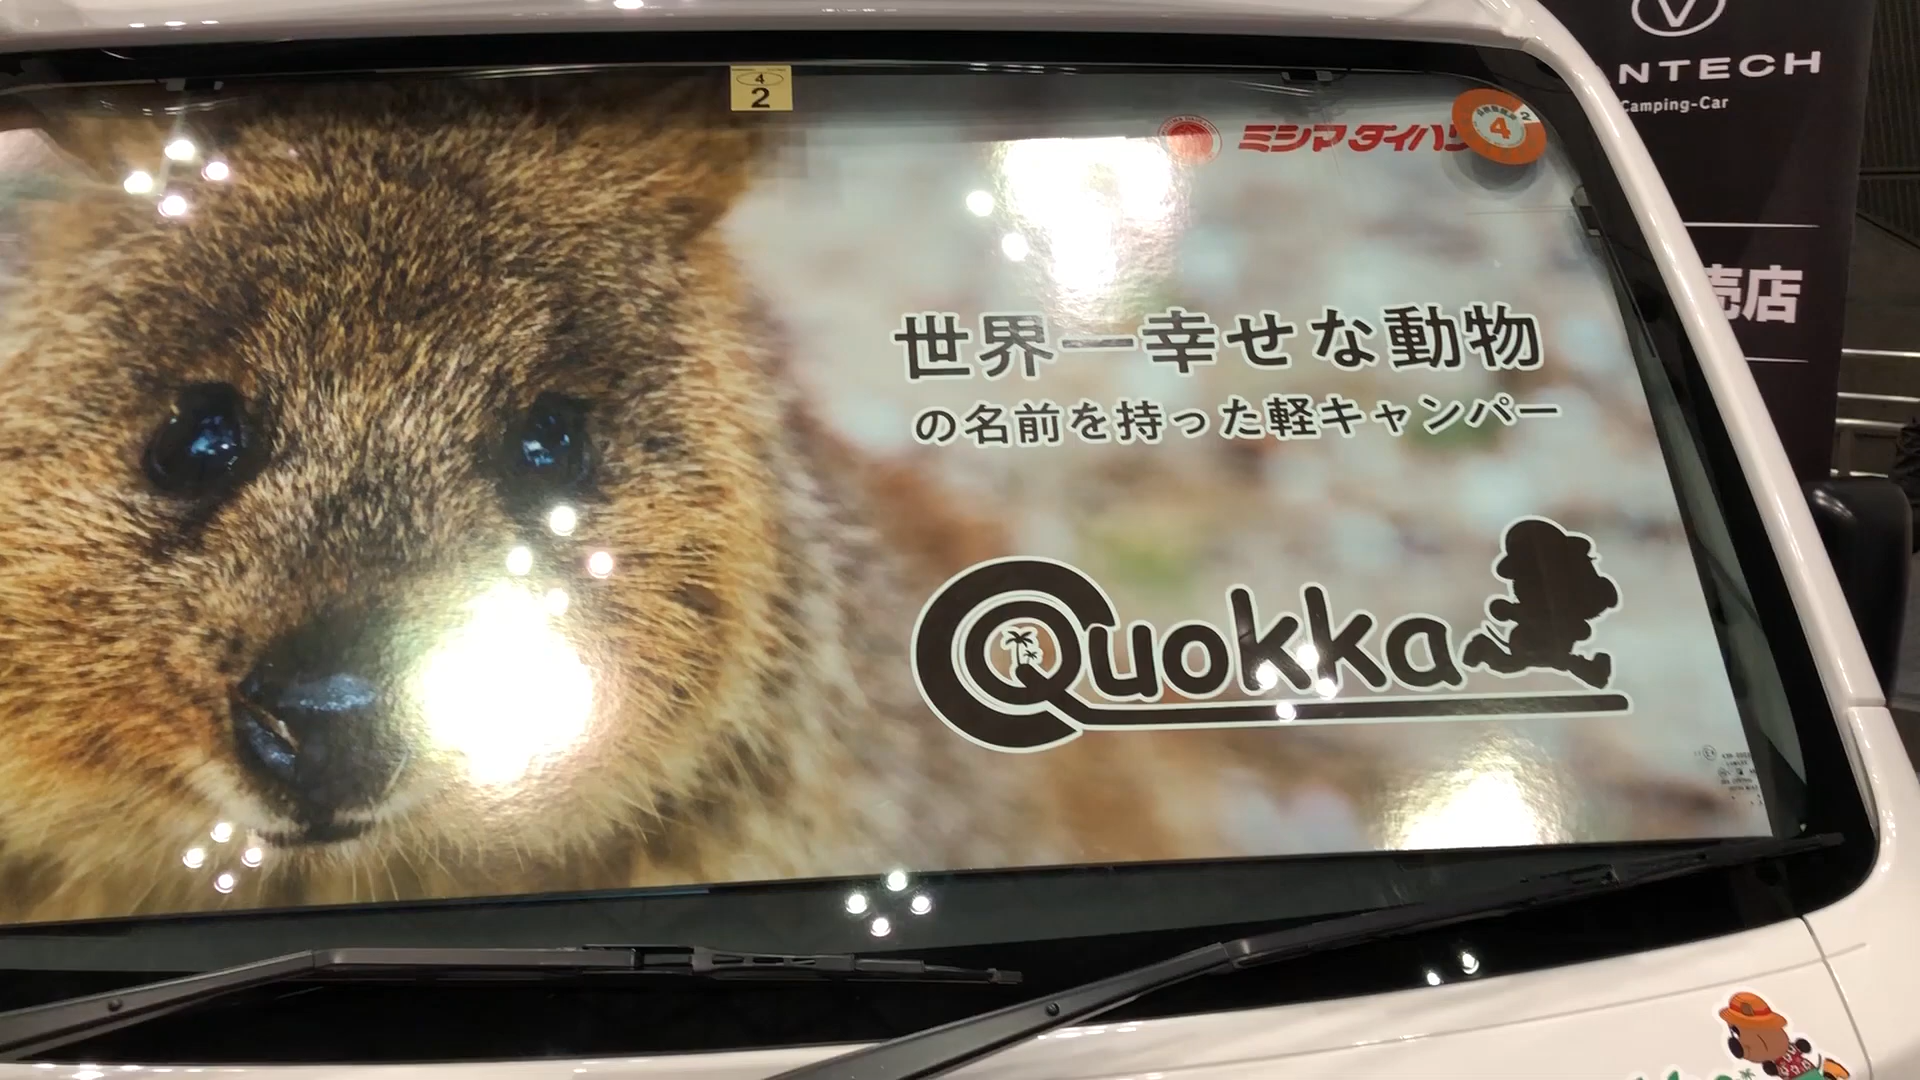 NTECH
Camping-Car
売店
4
2
ミシマダイハ
4
2
世界一幸せな動物
の名前を持った軽キャンパー
Quokka